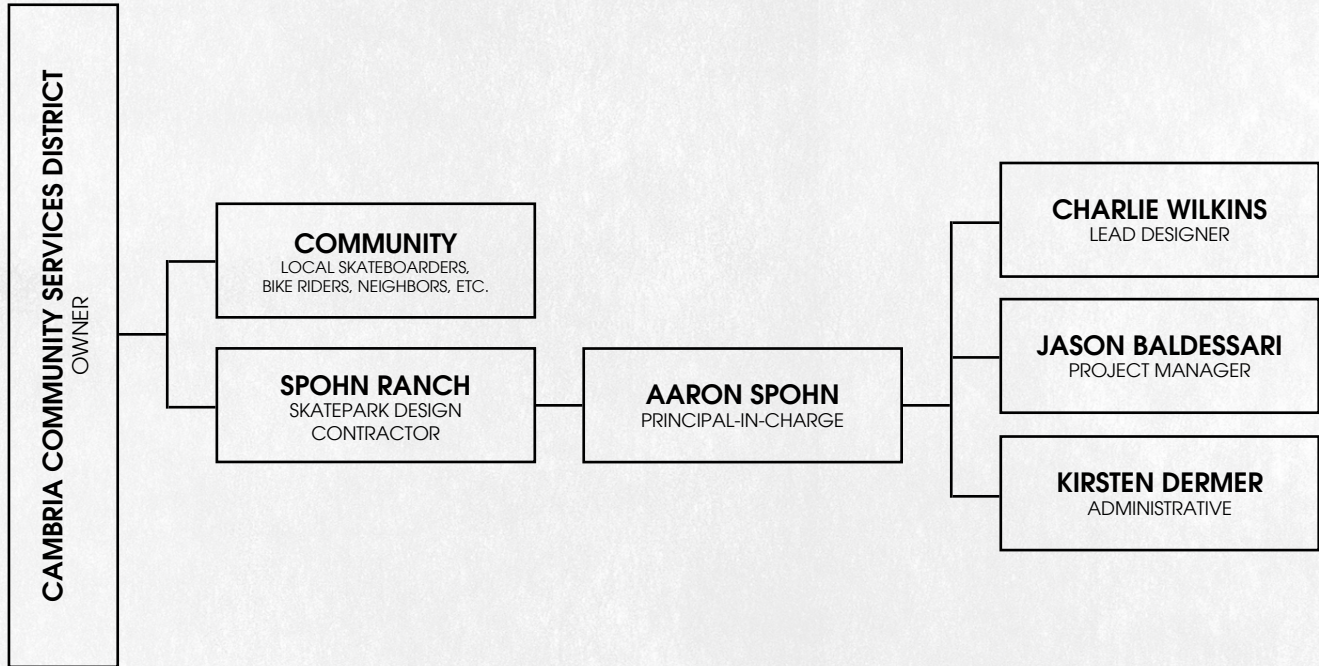 CAMBRIA COMMUNITY SERVICES DISTRICT
OWNER
COMMUNITY
LOCAL SKATEBOARDERS,
BIKE RIDERS, NEIGHBORS, ETC.
SPOHN RANCH
SKATEPARK DESIGN
CONTRACTOR
AARON SPOHN
PRINCIPAL-IN-CHARGE
CHARLIE WILKINS
LEAD DESIGNER
JASON BALDESSARI
PROJECT MANAGER
KIRSTEN DERMER
ADMINISTRATIVE